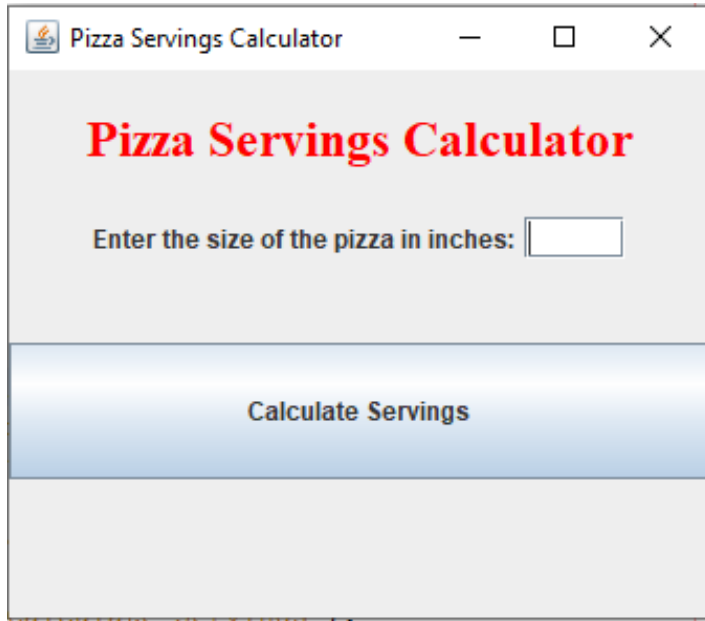 Pizza Servings Calculator
Pizza Servings Calculator
Enter the size of the pizza in inches:
Calculate Servings